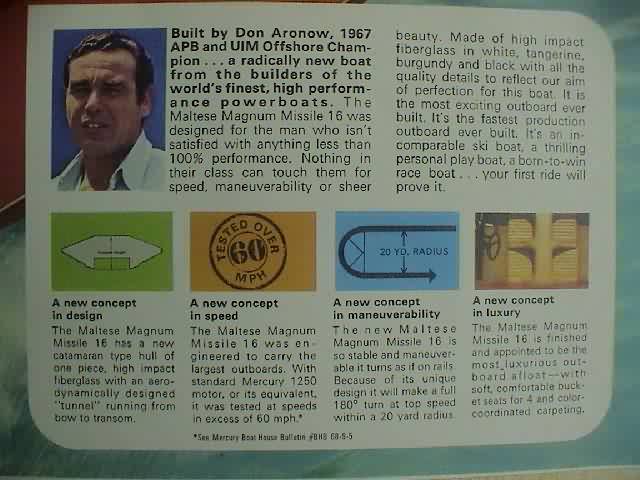 Built by Don Aronow, 1967
APB and UIM Offshore Cham-
pion . . . a radically new boat
from the builders of the
world's finest, high perform-
ance powerboats. The
Maltese Magnum Missile 16 was
designed for the man who isn't
satisfied with anything less than
100% performance. Nothing in
their class can touch them for
speed, maneuverability or sheer
beauty. Made of high impact
fiberglass in white, tangerine,
burgundy and black with all the
quality details to reflect our aim
of perfection for this boat. It is
the most exciting outboard ever
built. It's the fastest production
outboard ever built. It's an in-
comparable ski boat, a thrilling
personal play boat, a born-to-win
race boat . . . your first ride will
prove it.
TESTED OVER
60
MPH
20 YD. RADIUS
A new concept
in design
The Maltese Magnum
Missile 16 has a new
catamaran type hull of
one piece, high impact
fiberglass with an aero-
dynamically designed
"tunnel" running from
bow to transom.
A new concept
in speed
The Maltese Magnum
Missile 16 was en-
gineered to carry the
largest outboards. With
standard Mercury 1250
motor, or its equivalent,
it was tested at speeds
in excess of 60 mph.*
A new concept
in maneuverability
The new Maltese
Magnum Missile 16 is
so stable and maneuver-
able it turns as if on rails.
Because of its unique
design it will make a full
180° turn at top speed
within a 20 yard radius.
A new concept
in luxury
The Maltese Magnum
Missile 16 is finished
and appointed to be the
most luxurious out-
board afloat—with
soft, comfortable buck-
et seats for 4 and color-
coordinated carpeting.
*See Mercury Boat House Bulletin #BHB 68-9-5